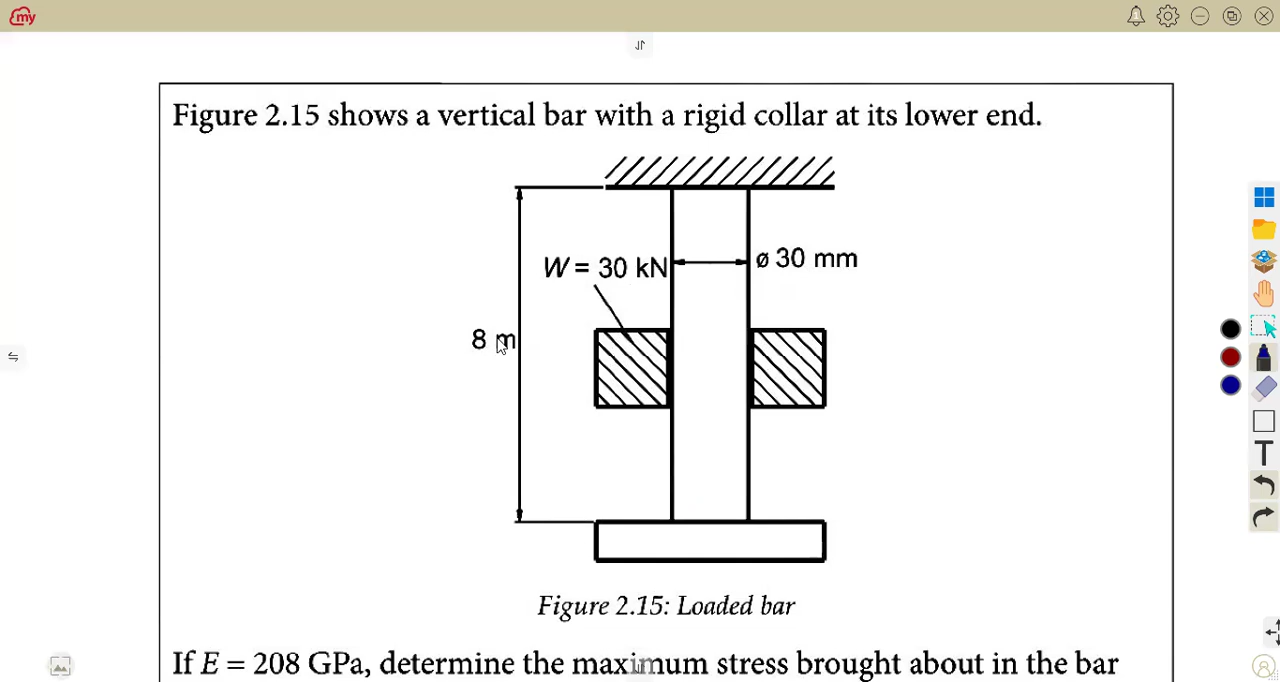 my
Figure 2.15 shows a vertical bar with a rigid collar at its lower end.
W = 30 kN
ø 30 mm
8 m
Figure 2.15: Loaded bar
If E = 208 GPa, determine the maximum stress brought about in the bar
T